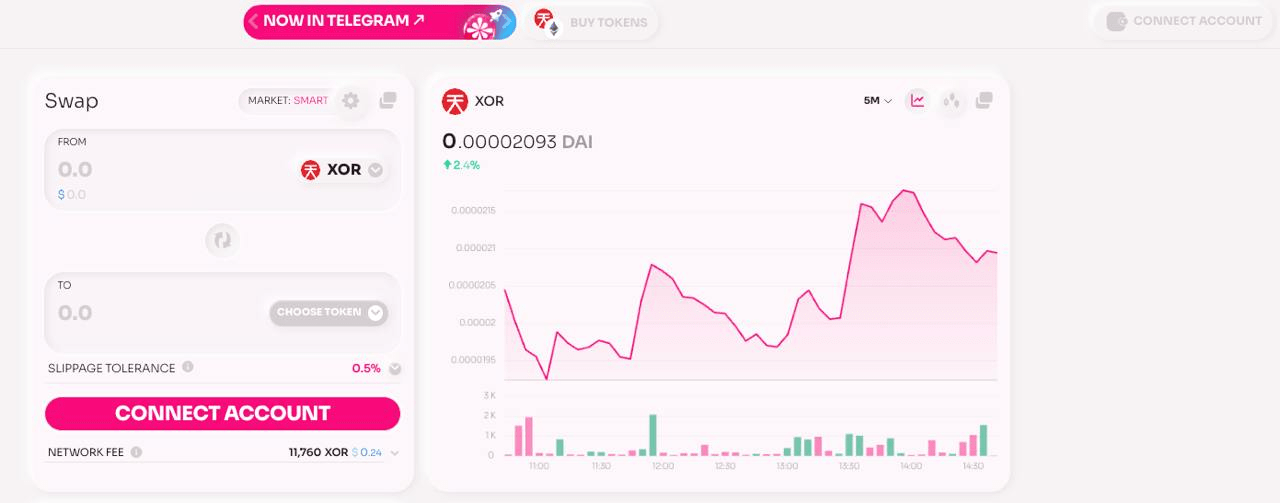 NOW IN TELEGRAM ↗
BUY TOKENS
CONNECT ACCOUNT
Swap
MARKET: SMART
FROM
0.0
XOR
$ 0.0
TO
0.0
CHOOSE TOKEN
SLIPPAGE TOLERANCE
0.5%
CONNECT ACCOUNT
NETWORK FEE
11,760 XOR $ 0.24
XOR
5M
0.00002093 DAI
2.4%
0.0000215
0.000021
0.0000205
0.00002
0.0000195
3 K
2 K
1 K
0
11:00 11:30 12:00 12:30 13:00 13:30 14:00 14:30